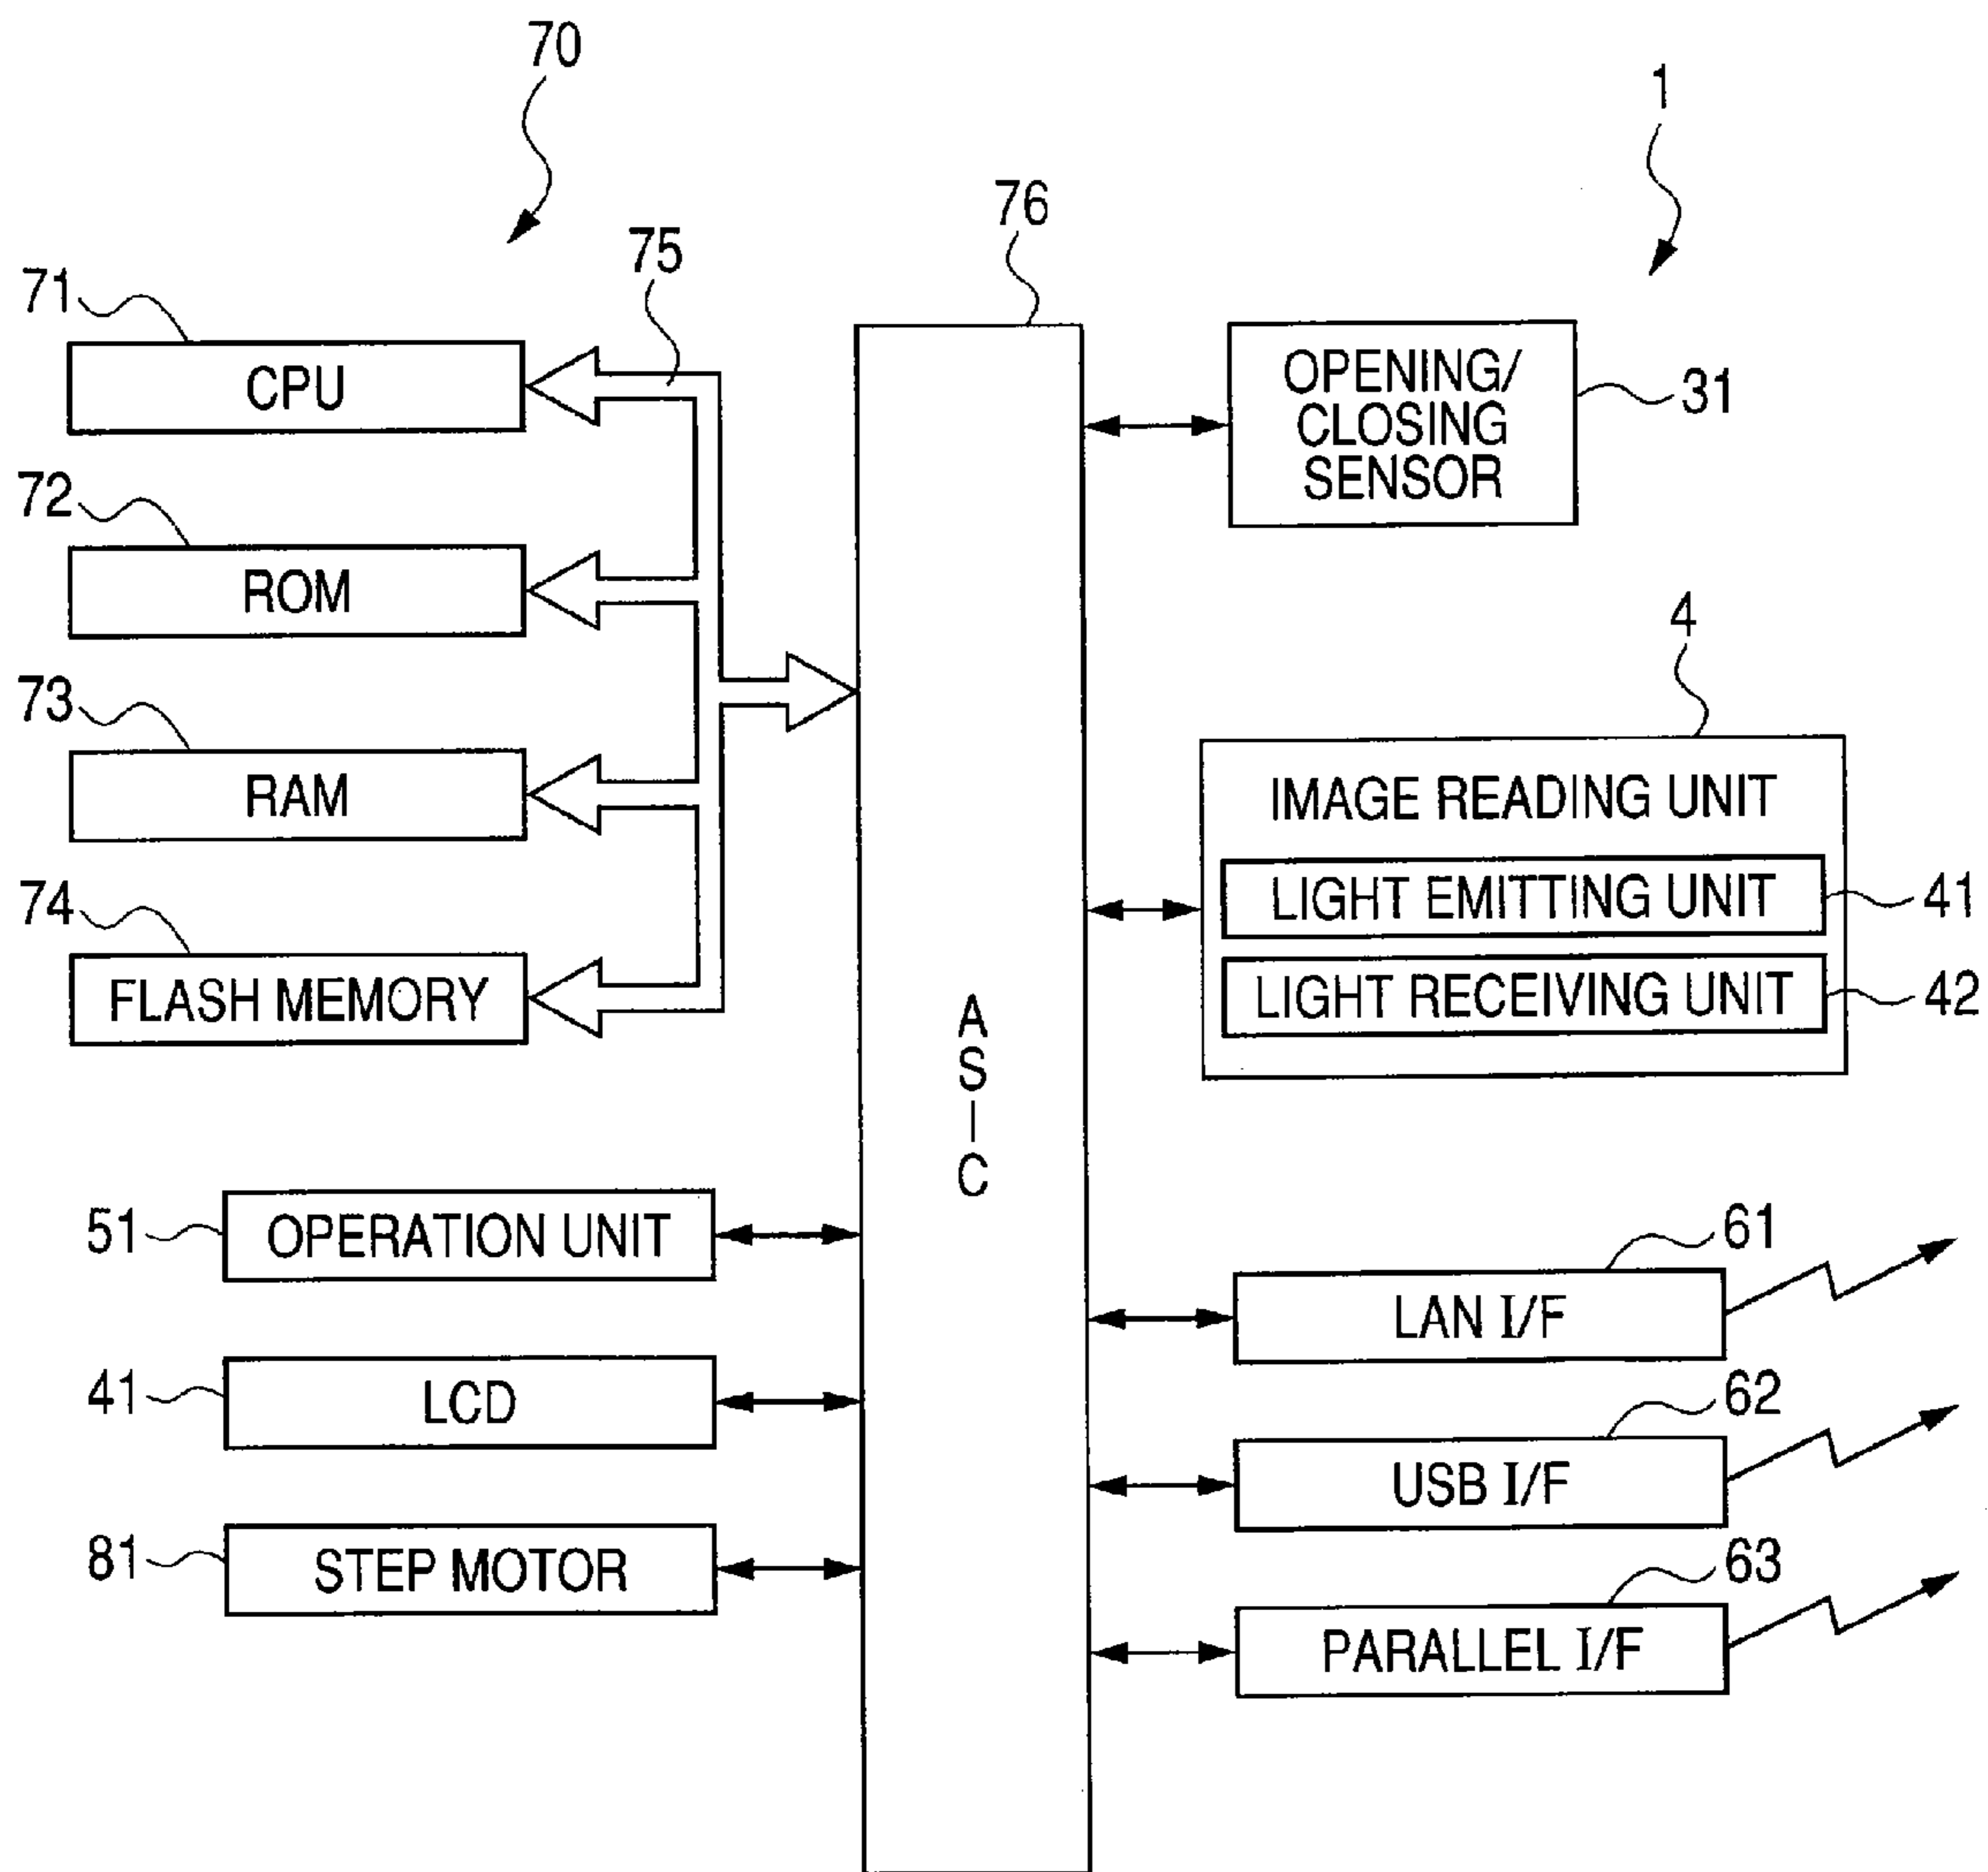 70
1
76
75
71
CPU
72
ROM
73
RAM
74
FLASH MEMORY
51
OPERATION UNIT
41
LCD
81
STEP MOTOR
ASIC
OPENING/
CLOSING
SENSOR
31
4
IMAGE READING UNIT
LIGHT EMITTING UNIT
41
LIGHT RECEIVING UNIT
42
61
LAN I/F
62
USB I/F
63
PARALLEL I/F